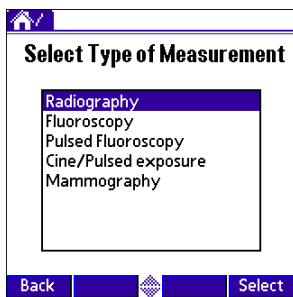 Select Type of Measurement
Radiography
Fluoroscopy
Pulsed Fluoroscopy
Cine/Pulsed exposure
Mammography
Back
Select